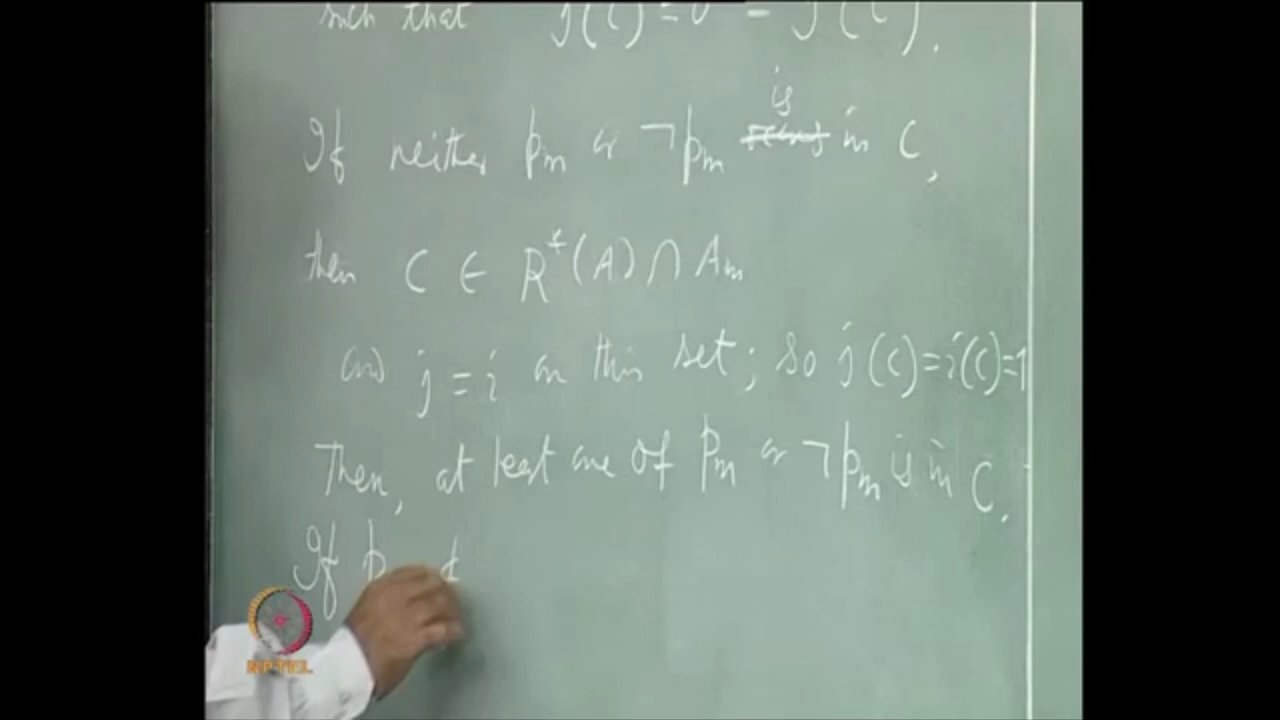 such that j(C) = 0 = j'(C').
is
If neither pm or ¬pm in C,
then C ∈ R*(A) ∩ Am
and j = i on this set; So j(C) = i(C) = 1
Then, at least one of Pm or ¬pm is in C.
If p
NPTEL